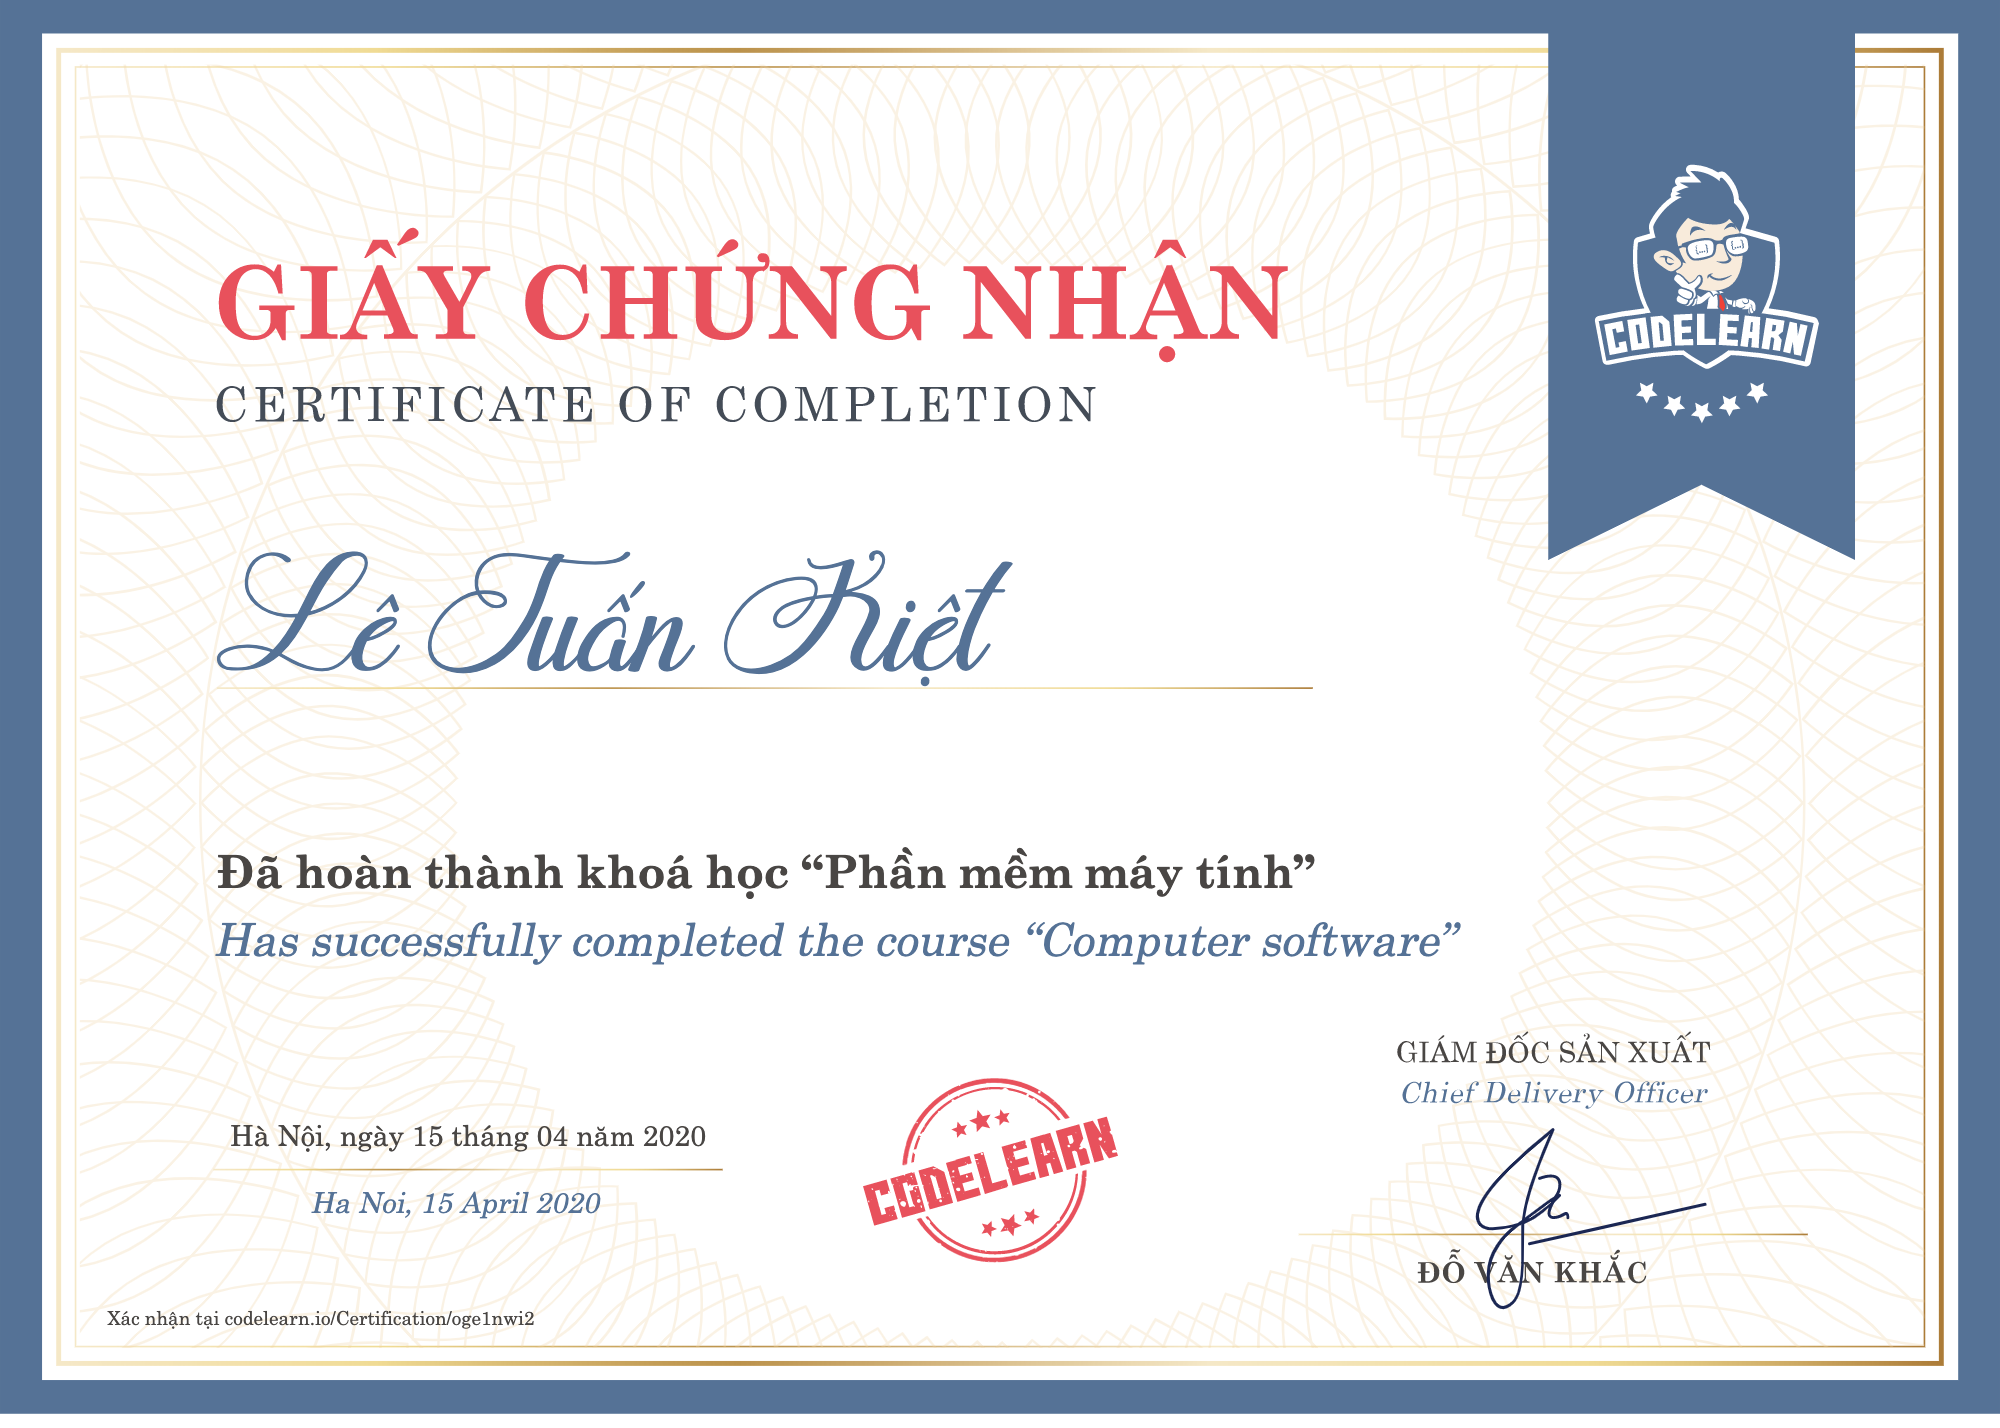 GIẤY CHỨNG NHẬN
CERTIFICATE OF COMPLETION
{...} {...}
CODELEARN
Lê Tuấn Kiệt
Đã hoàn thành khoá học “Phần mềm máy tính”
Has successfully completed the course “Computer software”
GIÁM ĐỐC SẢN XUẤT
Chief Delivery Officer
Hà Nội, ngày 15 tháng 04 năm 2020
Ha Noi, 15 April 2020
CODELEARN
ĐỖ VĂN KHẮC
Xác nhận tại codelearn.io/Certification/oge1nwi2